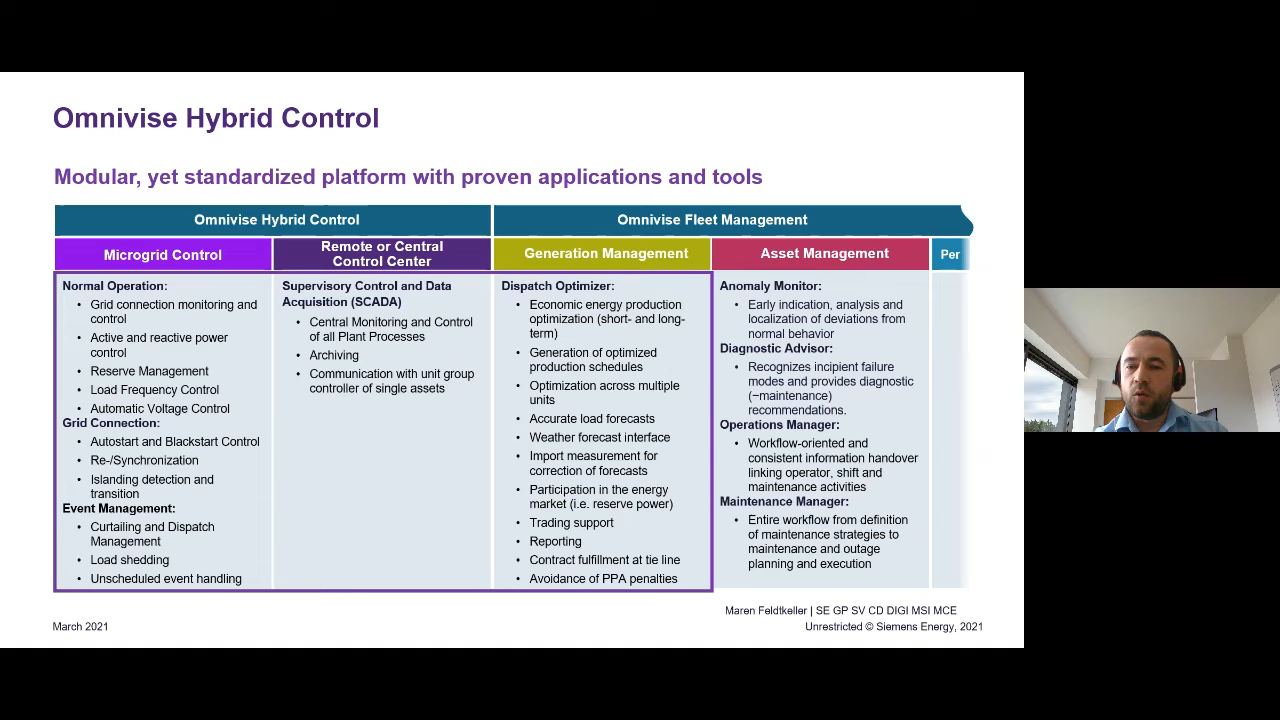 Omnivise Hybrid Control
Modular, yet standardized platform with proven applications and tools
Omnivise Hybrid Control
Omnivise Fleet Management
Microgrid Control
Remote or Central
Control Center
Generation Management
Asset Management
Per
Normal Operation:
• Grid connection monitoring and
control
• Active and reactive power
control
• Reserve Management
• Load Frequency Control
• Automatic Voltage Control
Grid Connection:
• Autostart and Blackstart Control
• Re-/Synchronization
• Islanding detection and
transition
Event Management:
• Curtailing and Dispatch
Management
• Load shedding
• Unscheduled event handling
Supervisory Control and Data
Acquisition (SCADA)
• Central Monitoring and Control
of all Plant Processes
• Archiving
• Communication with unit group
controller of single assets
Dispatch Optimizer:
• Economic energy production
optimization (short- and long-
term)
• Generation of optimized
production schedules
• Optimization across multiple
units
• Accurate load forecasts
• Weather forecast interface
• Import measurement for
correction of forecasts
• Participation in the energy
market (i.e. reserve power)
• Trading support
• Reporting
• Contract fulfillment at tie line
• Avoidance of PPA penalties
Anomaly Monitor:
• Early indication, analysis and
localization of deviations from
normal behavior
Diagnostic Advisor:
• Recognizes incipient failure
modes and provides diagnostic
(−maintenance)
recommendations.
Operations Manager:
• Workflow-oriented and
consistent information handover
linking operator, shift and
maintenance activities
Maintenance Manager:
• Entire workflow from definition
of maintenance strategies to
maintenance and outage
planning and execution
Maren Feldtkeller | SE GP SV CD DIGI MSI MCE
March 2021
Unrestricted © Siemens Energy, 2021